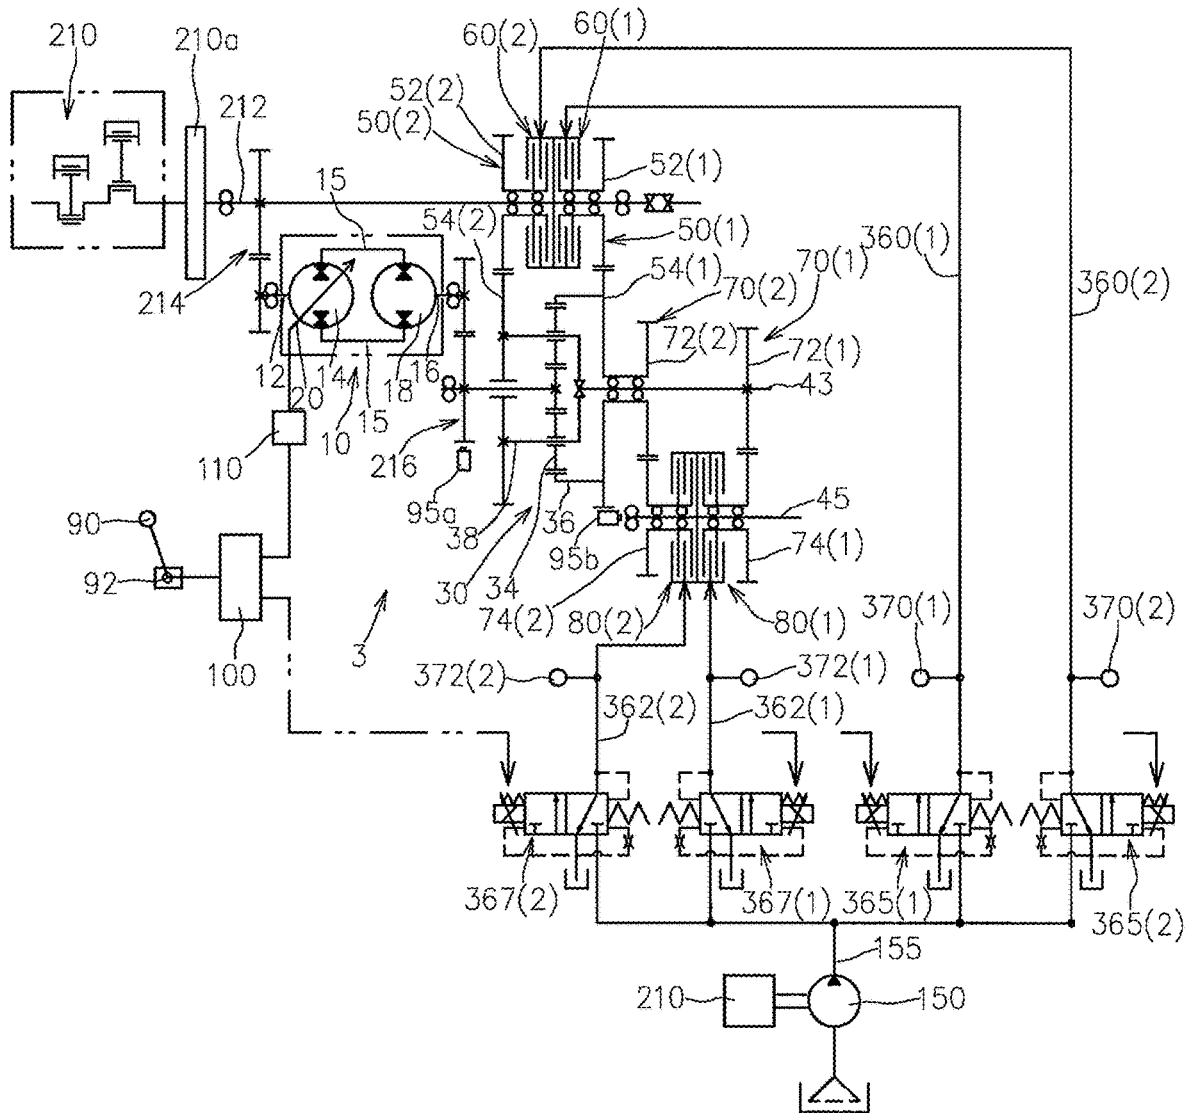 60(2) 60(1)
210 210a
52(2)
212 50(2)
52(1)
15
54(2) 50(1) 360(1)
54(1) 70(1)
214 70(2) 360(2)
72(2) 72(1)
12 20 14 18 16 43
10 15
110 216
95a 38 36 45
90 95b
74(1)
92 30 34
74(2) 80(2) 80(1) 370(1) 370(2)
3
100 372(2) 372(1)
362(2) 362(1)
367(2) 367(1) 365(1) 365(2)
155
210 150